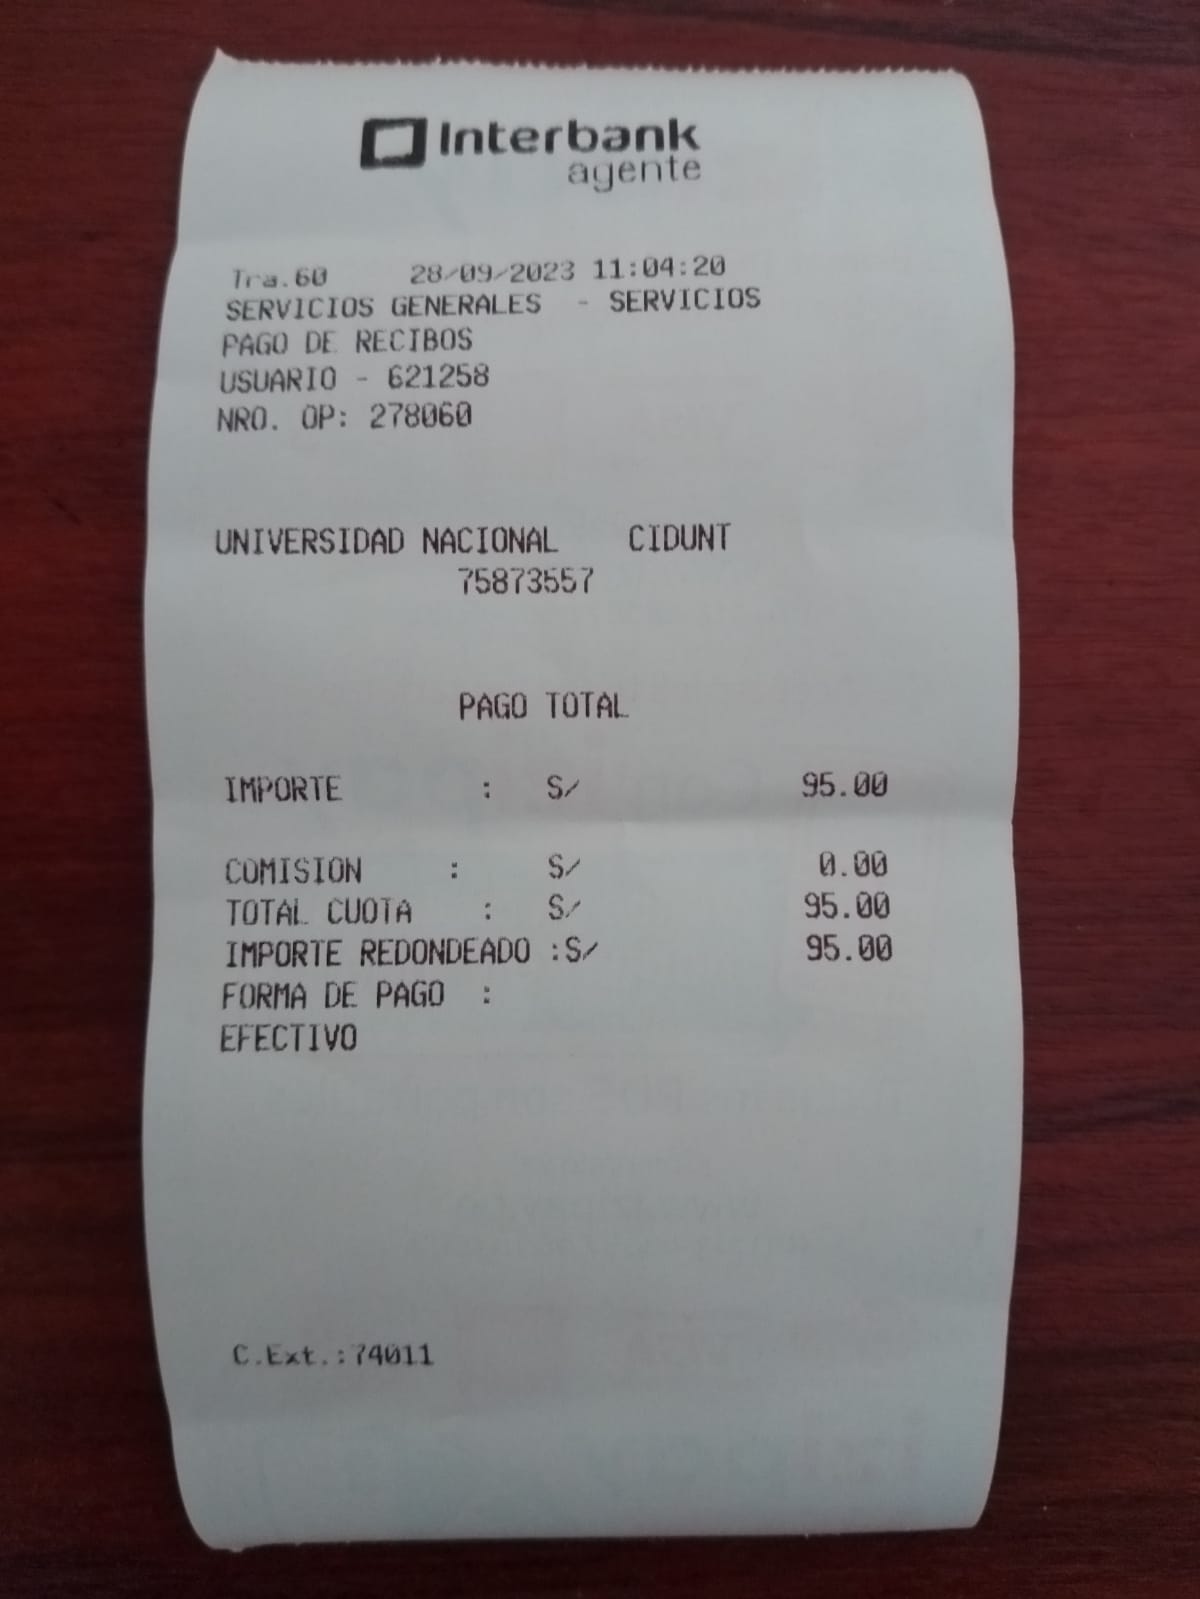 Interbank
agente
Tra.60 28/09/2023 11:04:20
SERVICIOS GENERALES - SERVICIOS
PAGO DE RECIBOS
USUARIO - 621258
NRO. OP: 278060
UNIVERSIDAD NACIONAL CIDUNT
75873557
PAGO TOTAL
IMPORTE : S/ 95.00
COMISION : S/ 0.00
TOTAL CUOTA : S/ 95.00
IMPORTE REDONDEADO :S/ 95.00
FORMA DE PAGO :
EFECTIVO
C.Ext.:74011